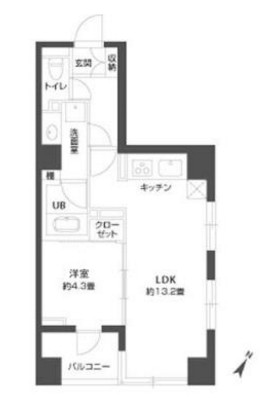 玄関
収納
トイレ
洗面室
棚
キッチン
UB
クロー
ゼット
洋室
約4.3畳
LDK
約13.2畳
バルコニー